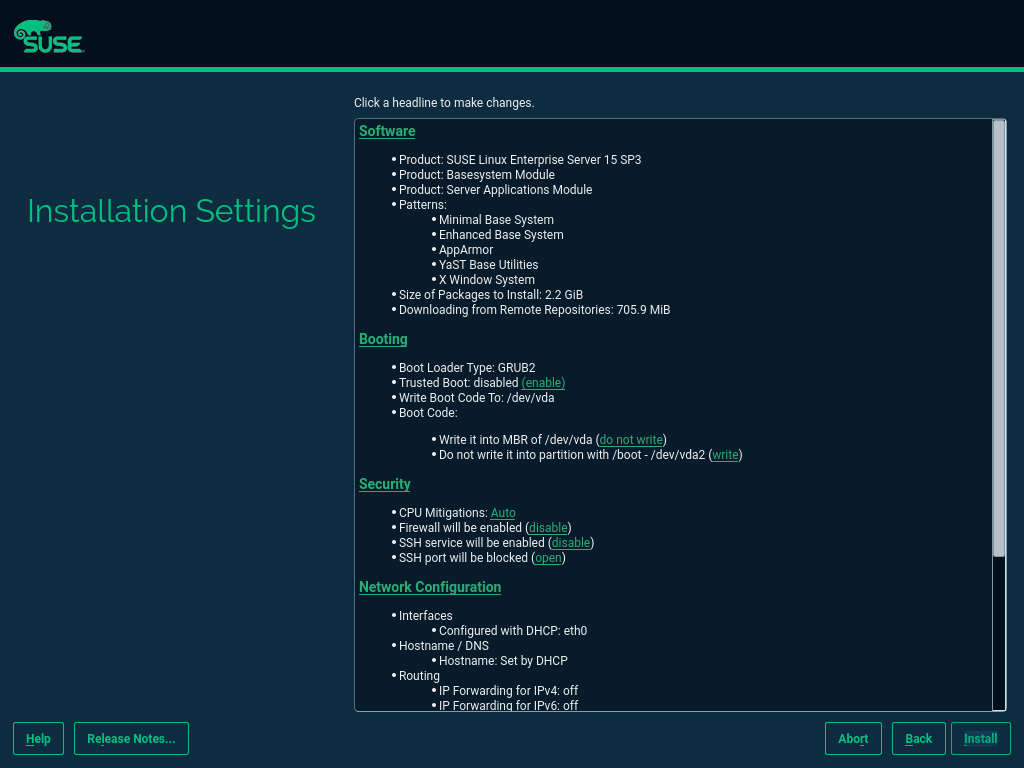 SUSE
Click a headline to make changes.
Installation Settings
Software
• Product: SUSE Linux Enterprise Server 15 SP3
• Product: Basesystem Module
• Product: Server Applications Module
• Patterns:
• Minimal Base System
• Enhanced Base System
• AppArmor
• YaST Base Utilities
• X Window System
• Size of Packages to Install: 2.2 GiB
• Downloading from Remote Repositories: 705.9 MiB
Booting
• Boot Loader Type: GRUB2
• Trusted Boot: disabled (enable)
• Write Boot Code To: /dev/vda
• Boot Code:
• Write it into MBR of /dev/vda (do not write)
• Do not write it into partition with /boot - /dev/vda2 (write)
Security
• CPU Mitigations: Auto
• Firewall will be enabled (disable)
• SSH service will be enabled (disable)
• SSH port will be blocked (open)
Network Configuration
• Interfaces
• Configured with DHCP: eth0
• Hostname / DNS
• Hostname: Set by DHCP
• Routing
• IP Forwarding for IPv4: off
• IP Forwarding for IPv6: off
Help Release Notes... Abort Back Install